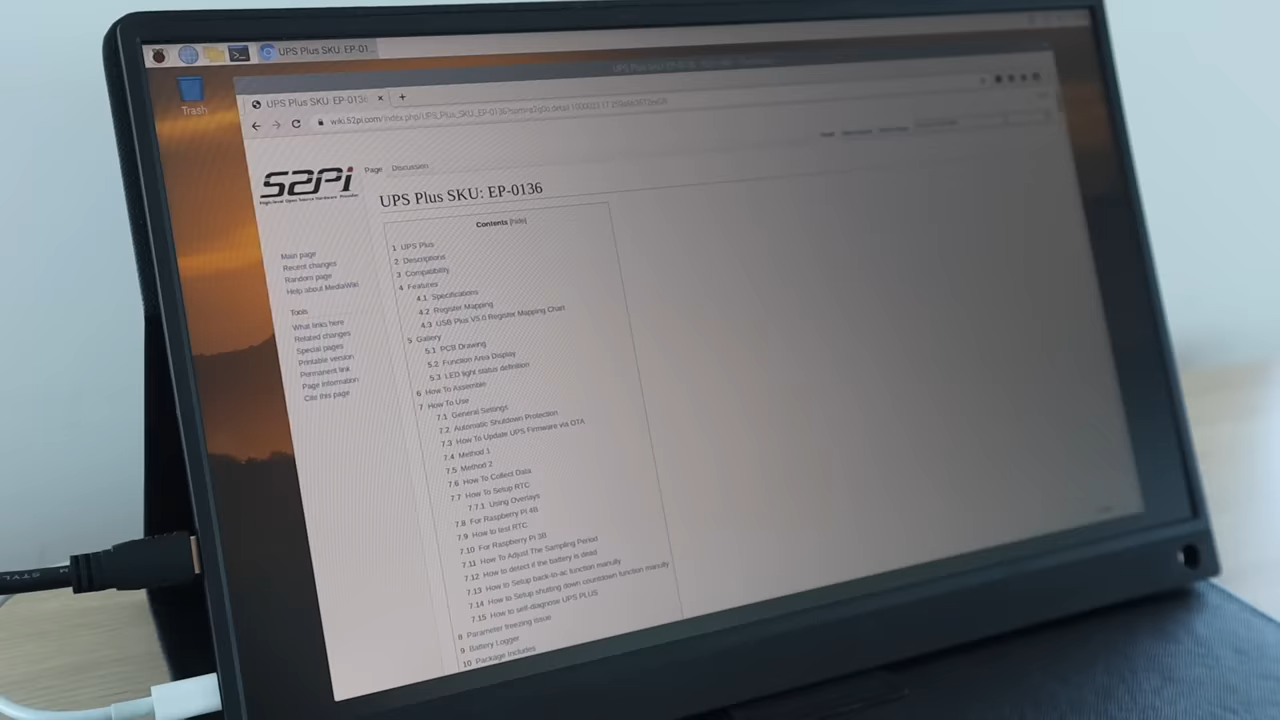 UPS Plus SKU: EP-01...
Trash
UPS Plus SKU: EP-0136
wiki.52pi.com/index.php/UPS_Plus_SKU:_EP-0136
S2Pi
Page Discussion
UPS Plus SKU: EP-0136
Contents [hide]
1 UPS Plus
2 Descriptions
3 Compatibility
4 Features
4.1 Specifications
4.2 Register Mapping
4.3 USB Plus V5.0 Register Mapping Chart
5 Gallery
5.1 PCB Drawing
5.2 Function Area Display
5.3 LED light status definition
6 How To Assemble
7 How To Use
7.1 General Settings
7.2 Automatic Shutdown Protection
7.3 How To Update UPS Firmware via OTA
7.4 Method 1
7.5 Method 2
7.6 How To Collect Data
7.7 How To Setup RTC
7.7.1 Using Overlays
7.8 For Raspberry Pi 4B
7.9 How to test RTC
7.10 For Raspberry Pi 3B
7.11 How To Adjust The Sampling Period
7.12 How to detect if the battery is dead
7.13 How to Setup back-to-ac function manully
7.14 How to Setup shutting down countdown function manully
7.15 How to self-diagnose UPS PLUS
8 Parameter freezing issue
9 Battery Logger
10 Package Includes
Main page
Recent changes
Random page
Help about MediaWiki
Tools
What links here
Related changes
Special pages
Printable version
Permanent link
Page information
Cite this page